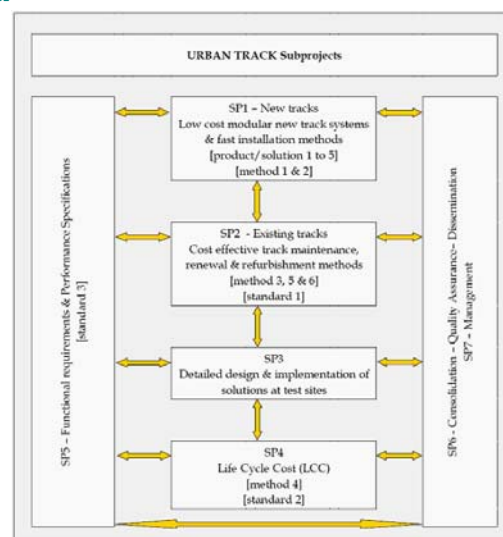 URBAN TRACK Subprojects
SP5 – Functional requirements & Performance Specifications
[standard 3]
SP1 – New tracks
Low cost modular new track systems
& fast installation methods
[product/solution 1 to 5]
[method 1 & 2]
SP2 - Existing tracks
Cost effective track maintenance,
renewal & refurbishment methods
[method 3, 5 & 6]
[standard 1]
SP3
Detailed design & implementation of
solutions at test sites
SP4
Life Cycle Cost (LCC)
[method 4]
[standard 2]
SP6 - Consolidation – Quality Assurance– Dissemination
SP7 – Management